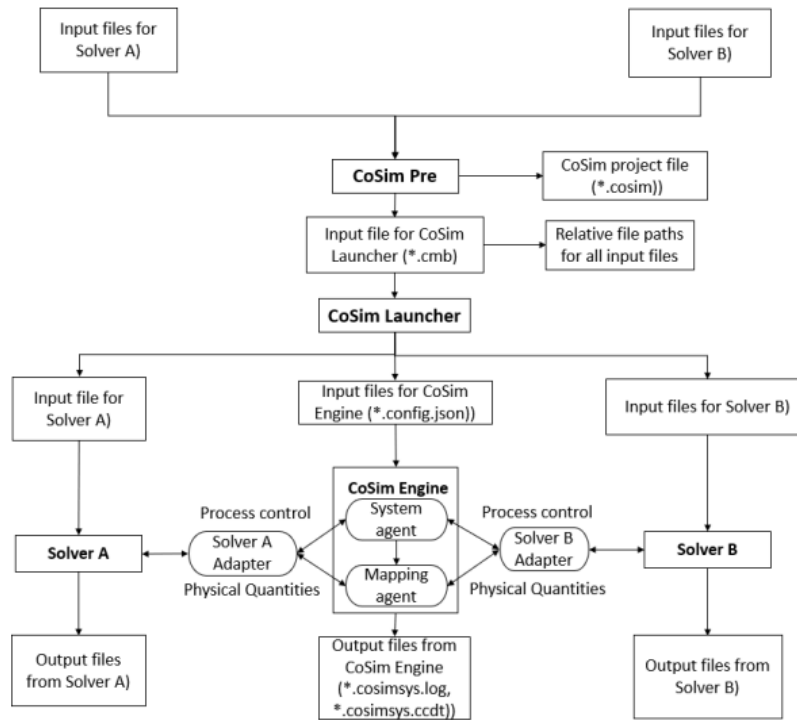 Input files for
Solver A)
Input files for
Solver B)
CoSim Pre
CoSim project file
(*.cosim))
Input file for CoSim
Launcher (*.cmb)
Relative file paths
for all input files
CoSim Launcher
Input file for
Solver A)
Input files for CoSim
Engine (*.config.json))
Input files for Solver B)
CoSim Engine
System
agent
Process control
Process control
Solver A
Solver A
Adapter
Solver B
Adapter
Solver B
Mapping
agent
Physical Quantities
Physical Quantities
Output files
from Solver A)
Output files from
CoSim Engine
(*.cosimsys.log,
*.cosimsys.ccdt))
Output files from
Solver B)